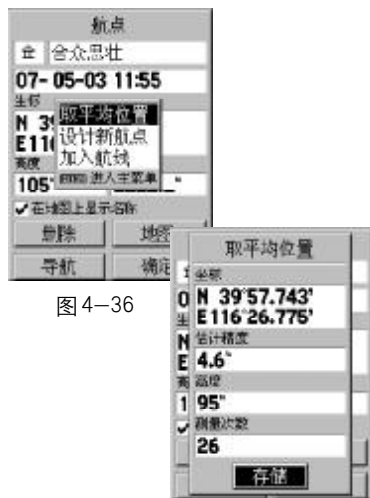 航点
合众思壮
07-05-03 11:55
坐标
N 3
E11
取平均位置
设计新航点
加入航线
进入主菜单
高度
105
在地图上显示名称
删除
地图
导航
确定
图4—36
取平均位置
坐标
N 39°57.743'
E116°26.775'
估计精度
4.6"
高度
95"
测量次数
26
存储